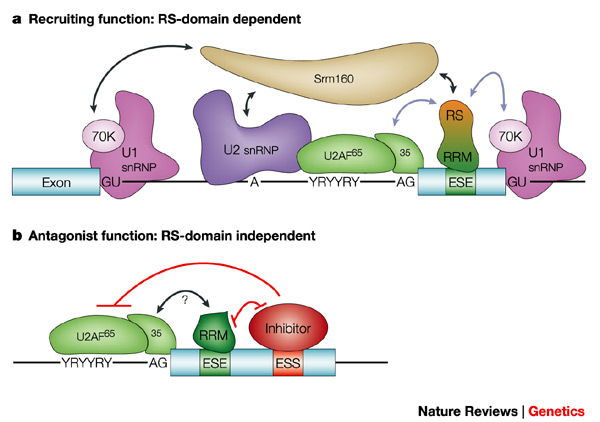 a Recruiting function: RS-domain dependent
Srm160
70K
U1
snRNP
U2 snRNP
U2AF65
35
RS
RRM
70K
U1
snRNP
Exon
GU
A
YRYYRY
AG
ESE
GU
b Antagonist function: RS-domain independent
?
U2AF65
35
RRM
Inhibitor
YRYYRY
AG
ESE
ESS
Nature Reviews | Genetics